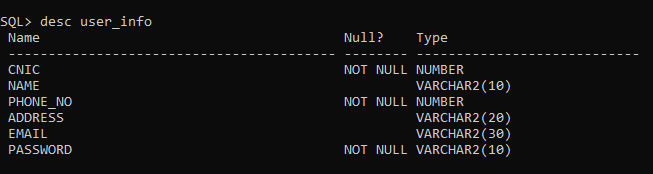 SQL> desc user_info
 Name                                      Null?    Type
 ----------------------------------------- -------- ----------------------------
 CNIC                                      NOT NULL NUMBER
 NAME                                               VARCHAR2(10)
 PHONE_NO                                  NOT NULL NUMBER
 ADDRESS                                            VARCHAR2(20)
 EMAIL                                              VARCHAR2(30)
 PASSWORD                                  NOT NULL VARCHAR2(10)